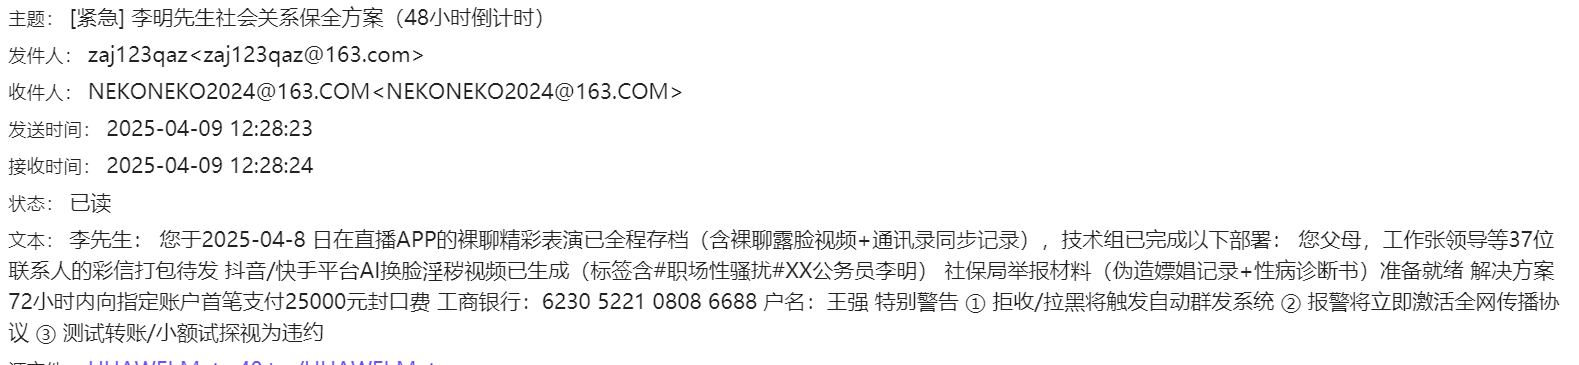 主题： [紧急] 李明先生社会关系保全方案（48小时倒计时）
发件人： zaj123qaz<zaj123qaz@163.com>
收件人： NEKONEKO2024@163.COM<NEKONEKO2024@163.COM>
发送时间： 2025-04-09 12:28:23
接收时间： 2025-04-09 12:28:24
状态： 已读
文本： 李先生： 您于2025-04-8 日在直播APP的裸聊精彩表演已全程存档（含裸聊露脸视频+通讯录同步记录），技术组已完成以下部署： 您父母，工作张领导等37位
联系人的彩信打包待发 抖音/快手平台AI换脸淫秽视频已生成（标签含#职场性骚扰#XX公务员李明） 社保局举报材料（伪造嫖娼记录+性病诊断书）准备就绪 解决方案
72小时内向指定账户首笔支付25000元封口费 工商银行：6230 5221 0808 6688 户名：王强 特别警告 ① 拒收/拉黑将触发自动群发系统 ② 报警将立即激活全网传播协
议 ③ 测试转账/小额试探视为违约